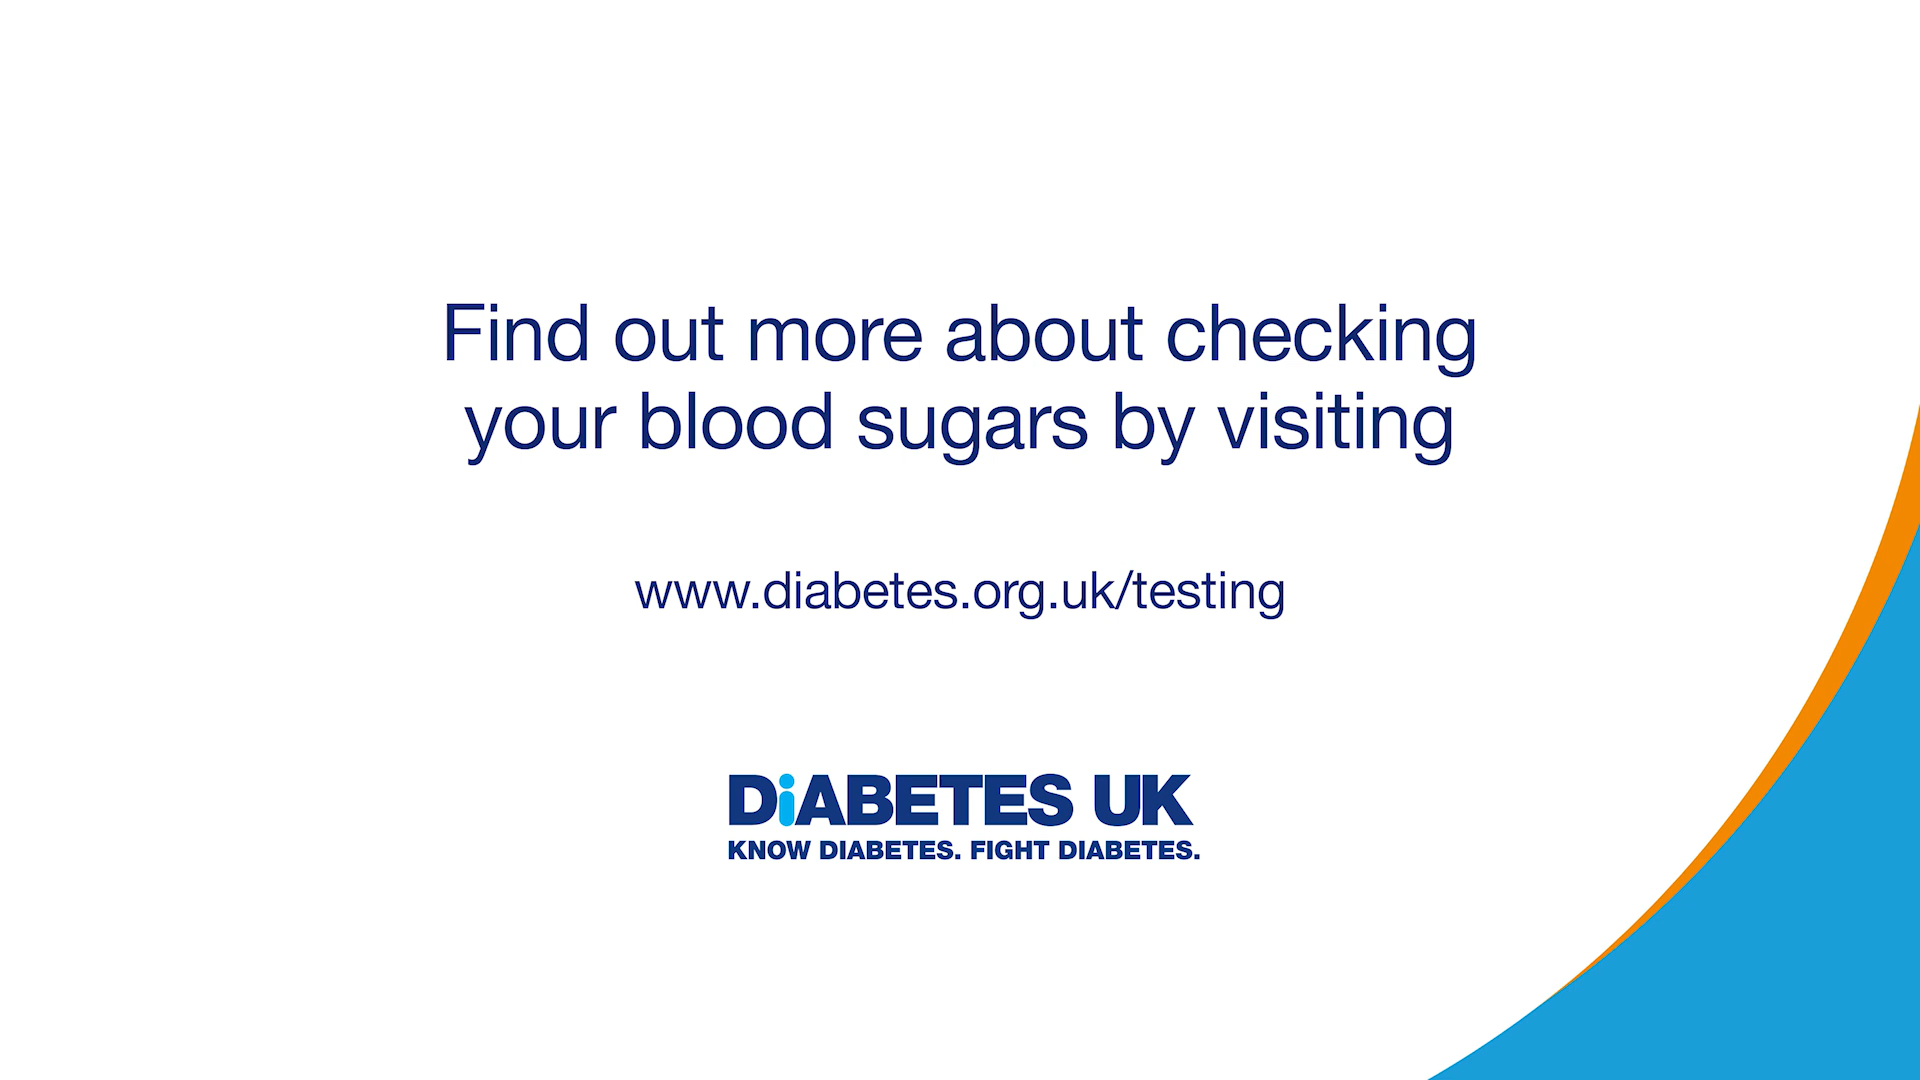 Find out more about checking
your blood sugars by visiting
www.diabetes.org.uk/testing
DiABETES UK
KNOW DIABETES. FIGHT DIABETES.